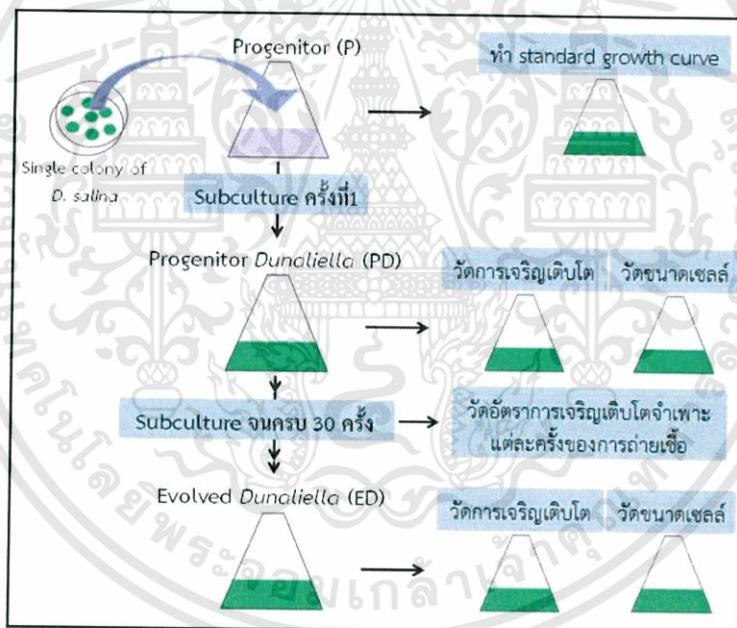 Progenitor (P)
ทำ standard growth curve
Single colony of
D. salina
Subculture ครั้งที่1
Progenitor Dunaliella (PD)
วัดการเจริญเติบโต
วัดขนาดเซลล์
Subculture จนครบ 30 ครั้ง
วัดอัตราการเจริญเติบโตจำเพาะ
แต่ละครั้งของการถ่ายเชื้อ
Evolved Dunaliella (ED)
วัดการเจริญเติบโต
วัดขนาดเซลล์